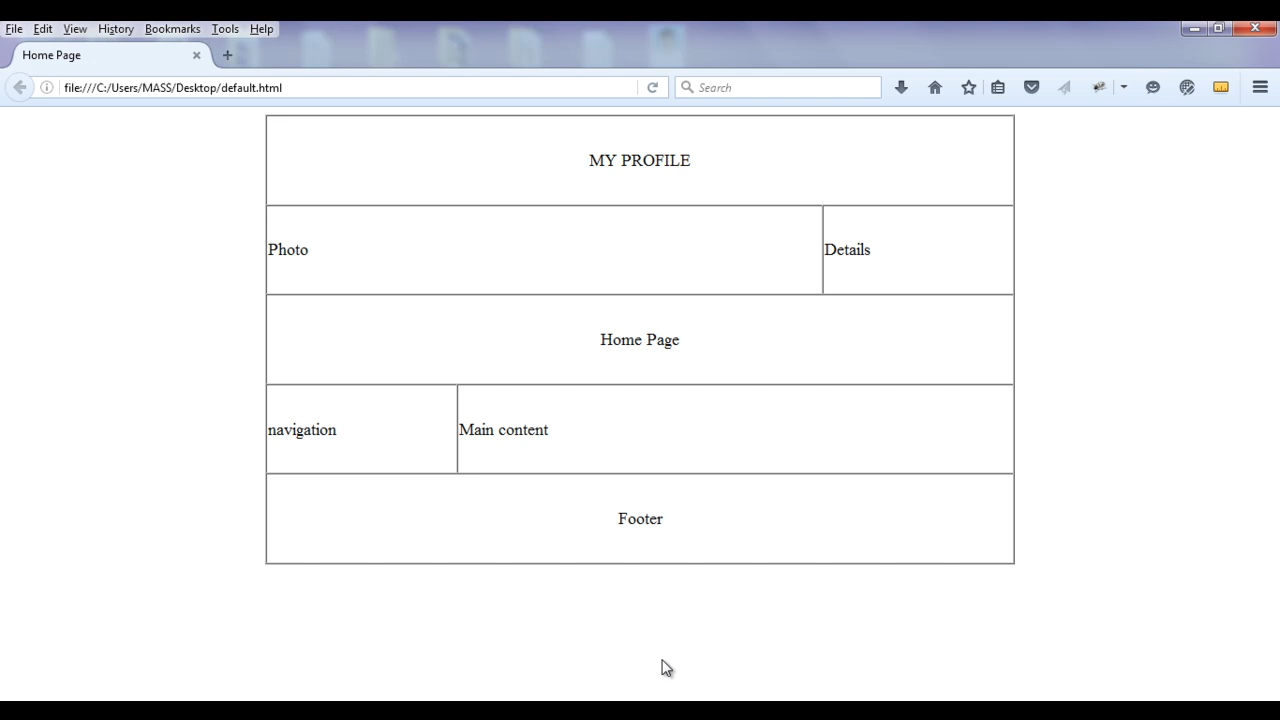 File Edit View History Bookmarks Tools Help
Home Page
file:///C:/Users/MASS/Desktop/default.html
Search
MY PROFILE
Photo Details
Home Page
navigation Main content
Footer